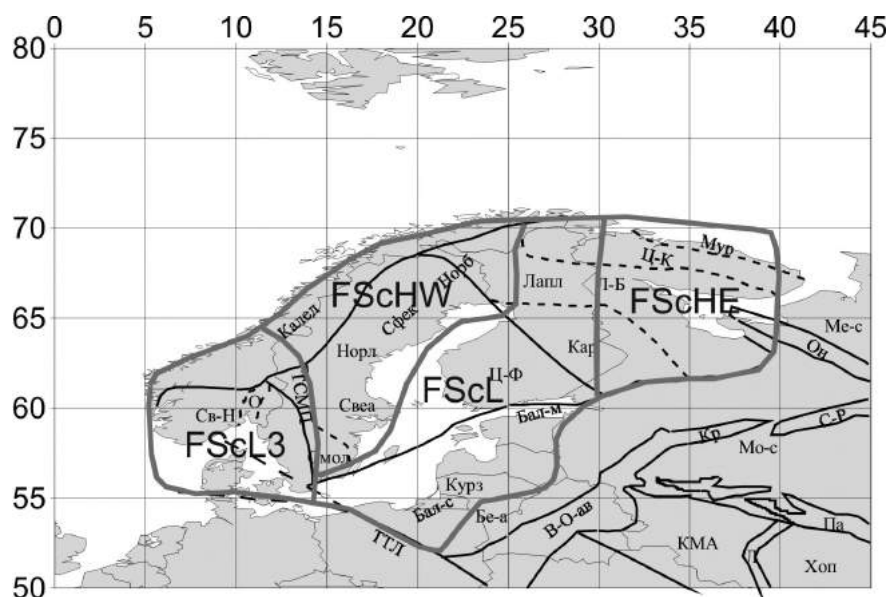 0 5 10 15 20 25 30 35 40 45
80
75
70
65
60
55
50
Мур
Ц-К
Норб
Лапл
FScHW
FScHE
Калед
Сфек
Ме-с
Норл
Кар
Он
ГСМП
Ц-Ф
FScL
О
Св-Н
Свеа
Бал-м
С-Р
Кр
FScL3
Мо-с
Смол
Курз
Бал-с
Бе-а
В-О-ав
Па
ТТЛ
КМА
Хоп